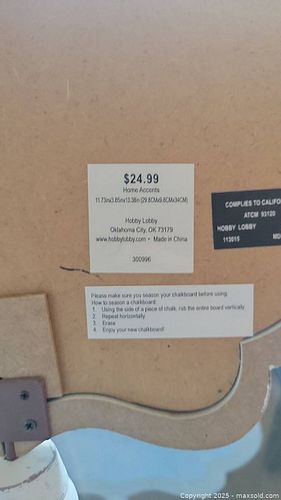 $24.99
Home Accents
11.73inx3.85inx13.36in (29.8CMx9.8CMx34CM)
Hobby Lobby
Oklahoma City, OK 73179
www.hobbylobby.com • Made in China
300996
COMPLIES TO CALIFO
ATCM 93120
HOBBY LOBBY
113015
Please make sure you season your chalkboard before using.
How to season a chalkboard:
1. Using the side of a piece of chalk, rub the entire board vertically
2. Repeat horizontally
3. Erase
4. Enjoy your new chalkboard!
Copyright © 2025 - maxsold.com